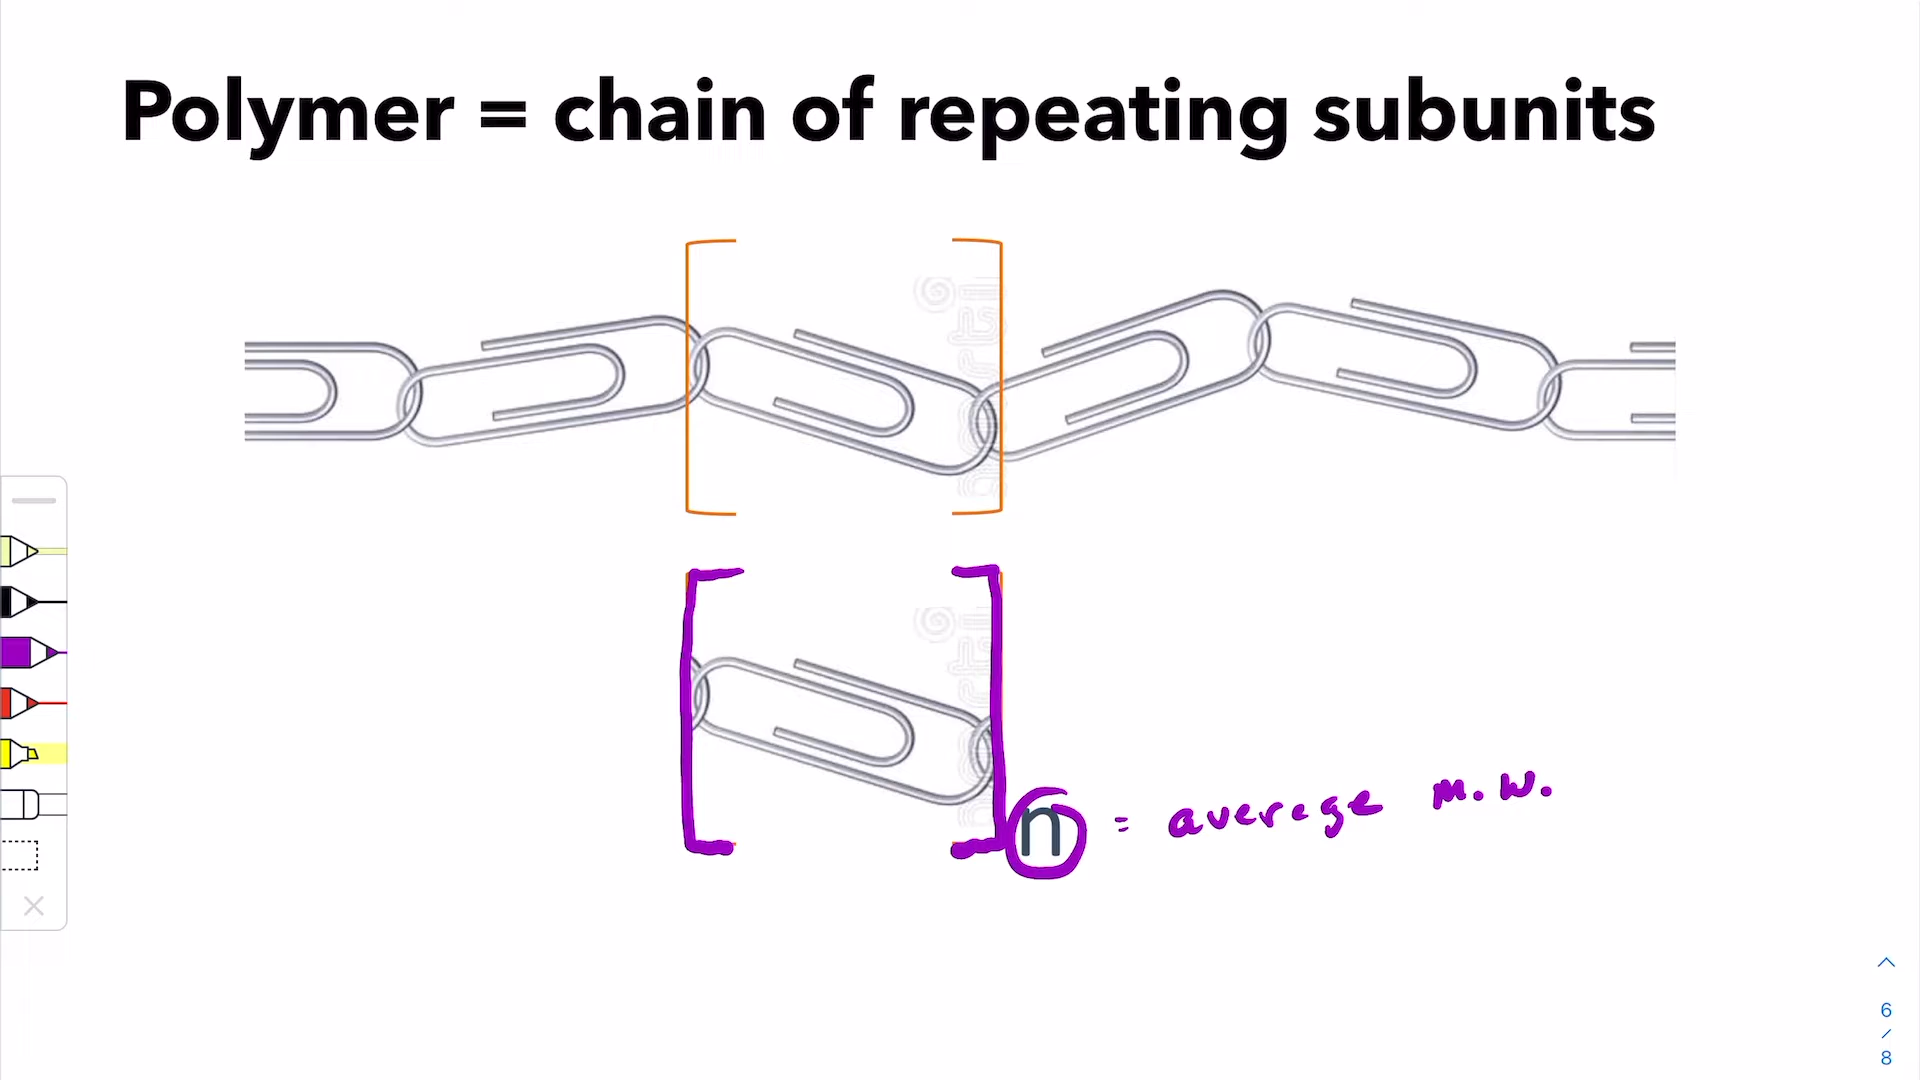 Polymer = chain of repeating subunits
n = average m.w.
6
/
8